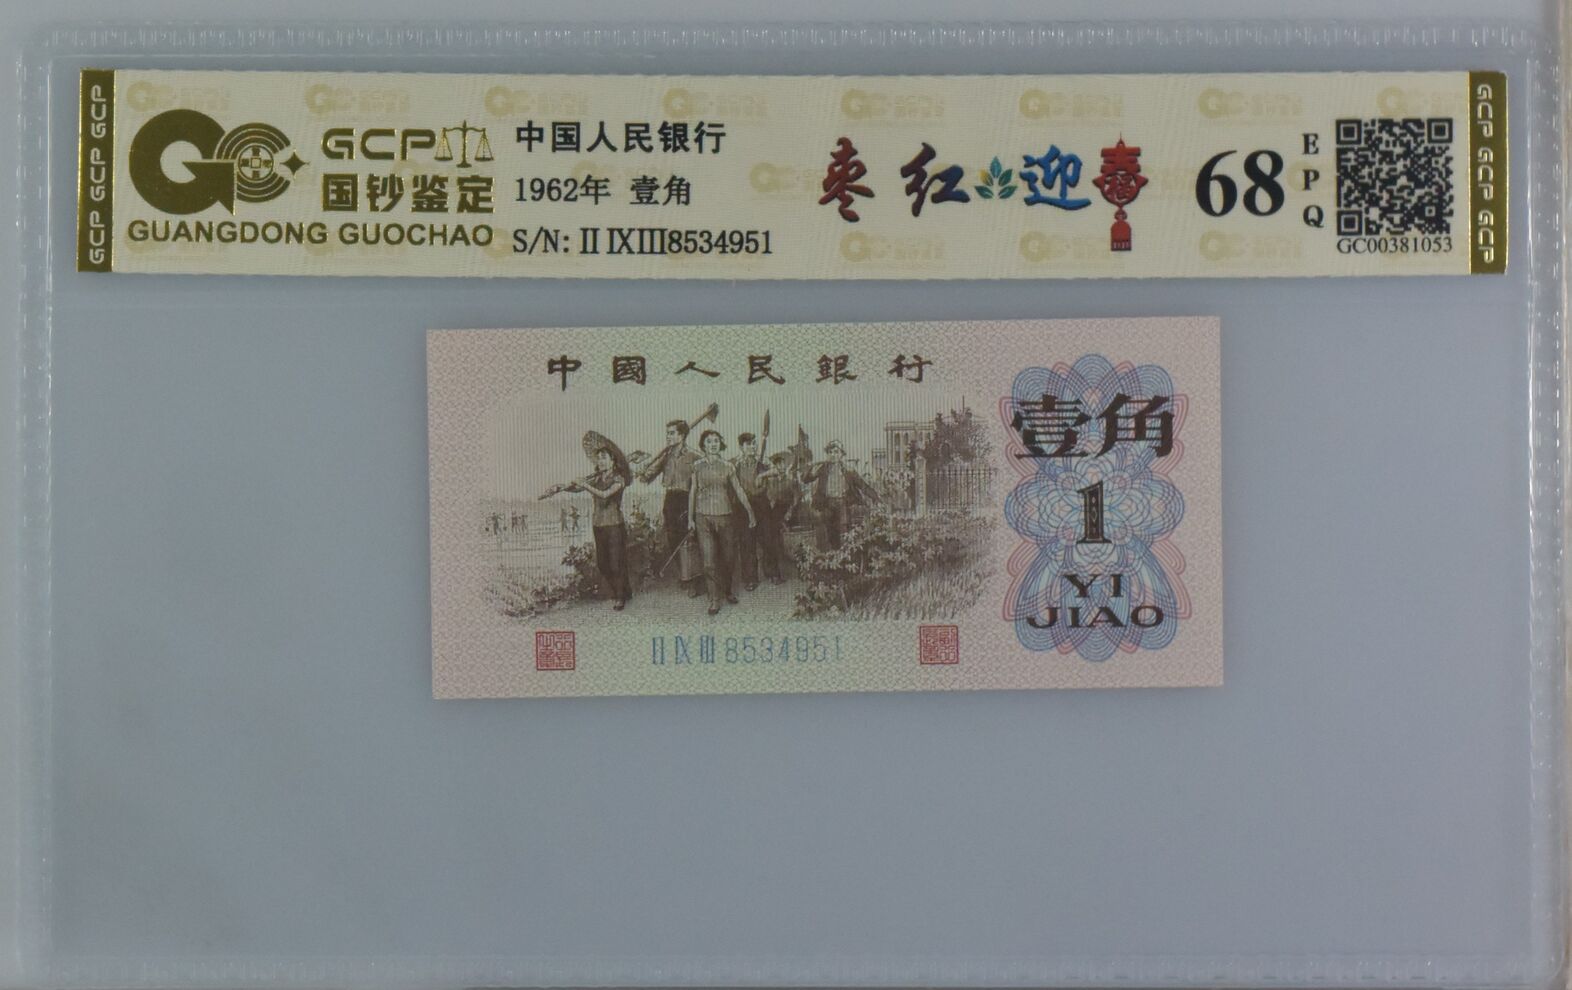 GCP GCP GCP
GCP
国钞鉴定
GUANGDONG GUOCHAO
中国人民银行
1962年 壹角
S/N: II IX III 8534951
枣红迎春
68
EPQ
GC00381053
GCP GCP GCP
中國人民銀行
壹角
1
YI
JIAO
II IX III 8534951